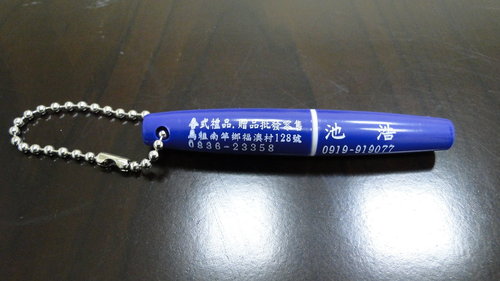 各式禮品.贈品批發零售
馬祖南竿鄉福澳村128號
0836-23358
池 浩
0919-919077